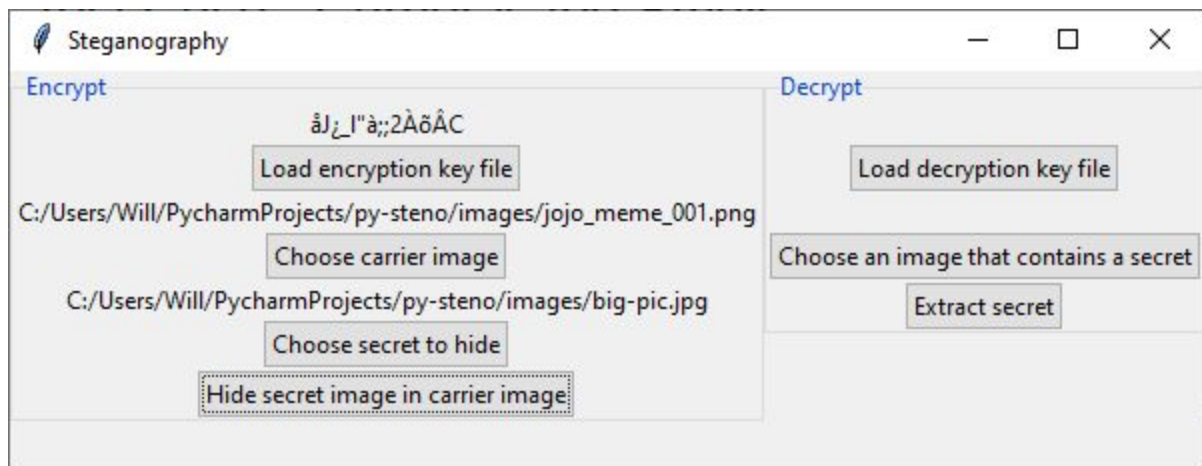 Steganography
Encrypt
åJ¿_I"à;;2ÀõÂC
Load encryption key file
C:/Users/Will/PycharmProjects/py-steno/images/jojo_meme_001.png
Choose carrier image
C:/Users/Will/PycharmProjects/py-steno/images/big-pic.jpg
Choose secret to hide
Hide secret image in carrier image
Decrypt
Load decryption key file
Choose an image that contains a secret
Extract secret